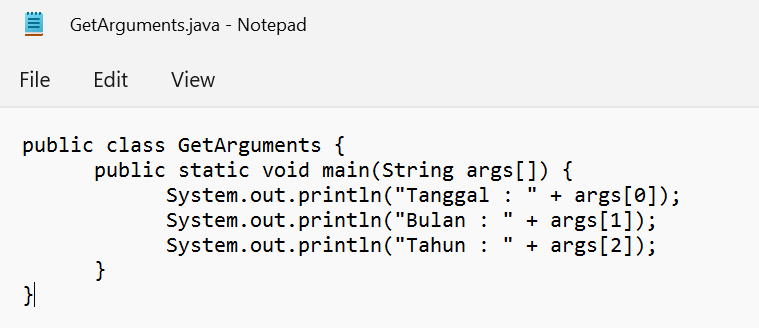 GetArguments.java - Notepad
File Edit View
public class GetArguments {
public static void main(String args[]) {
System.out.println("Tanggal : " + args[0]);
System.out.println("Bulan : " + args[1]);
System.out.println("Tahun : " + args[2]);
}
}